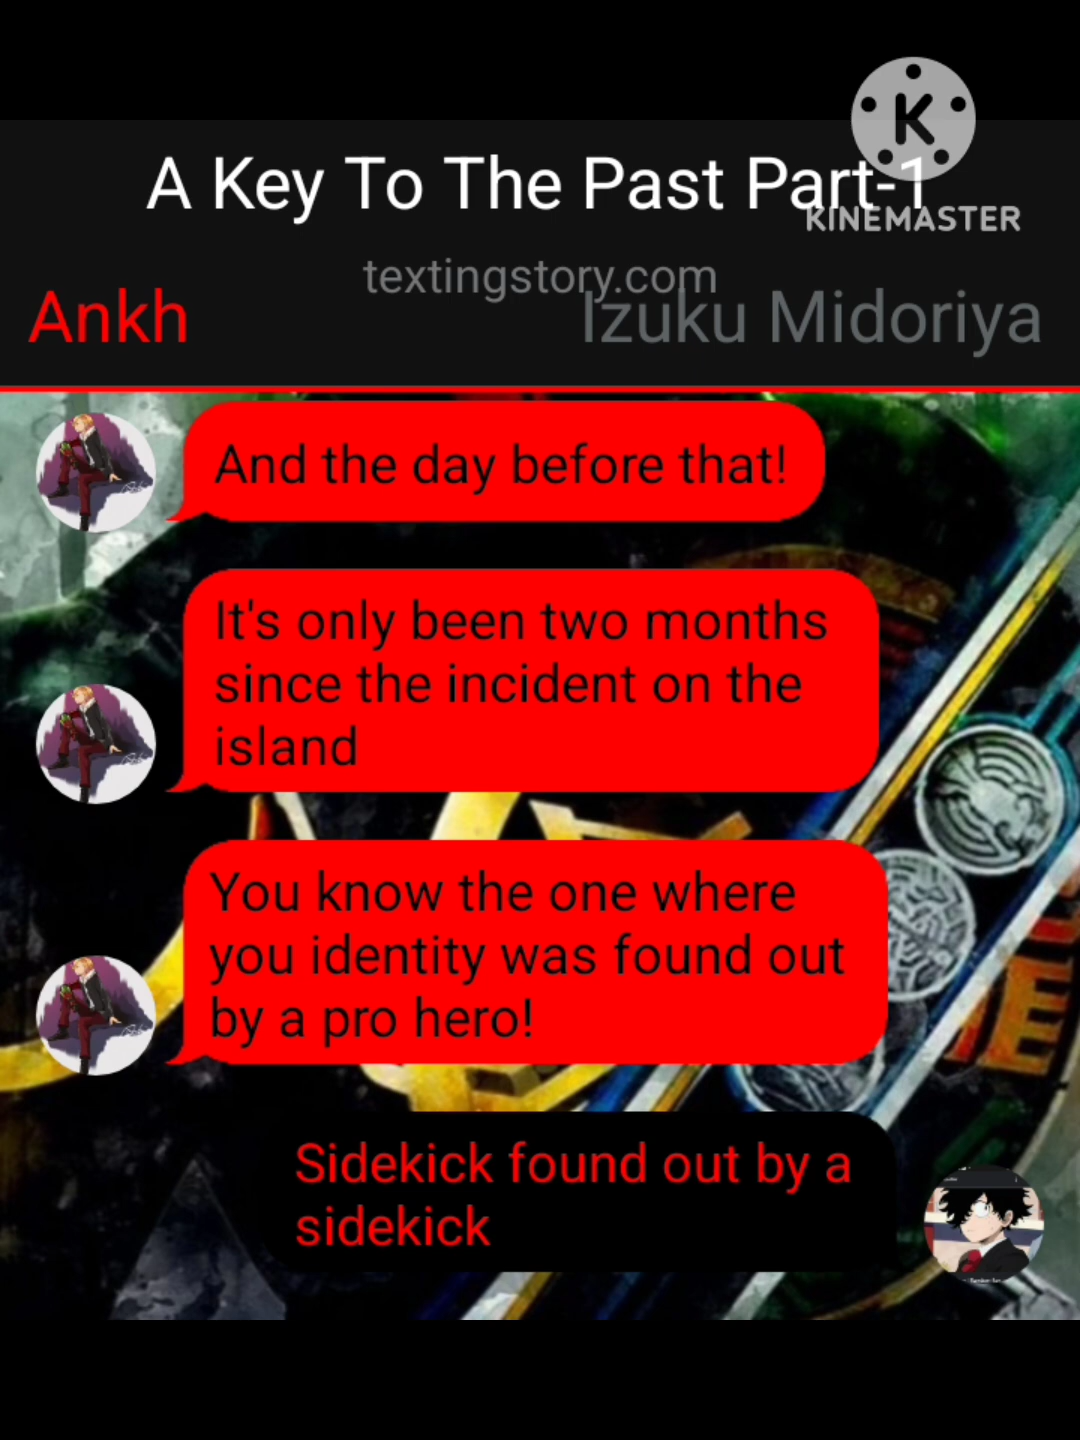 A Key To The Past Part-1
K
KINEMASTER
textingstory.com
Ankh
Izuku Midoriya
And the day before that!
It's only been two months
since the incident on the
island
You know the one where
you identity was found out
by a pro hero!
Sidekick found out by a
sidekick